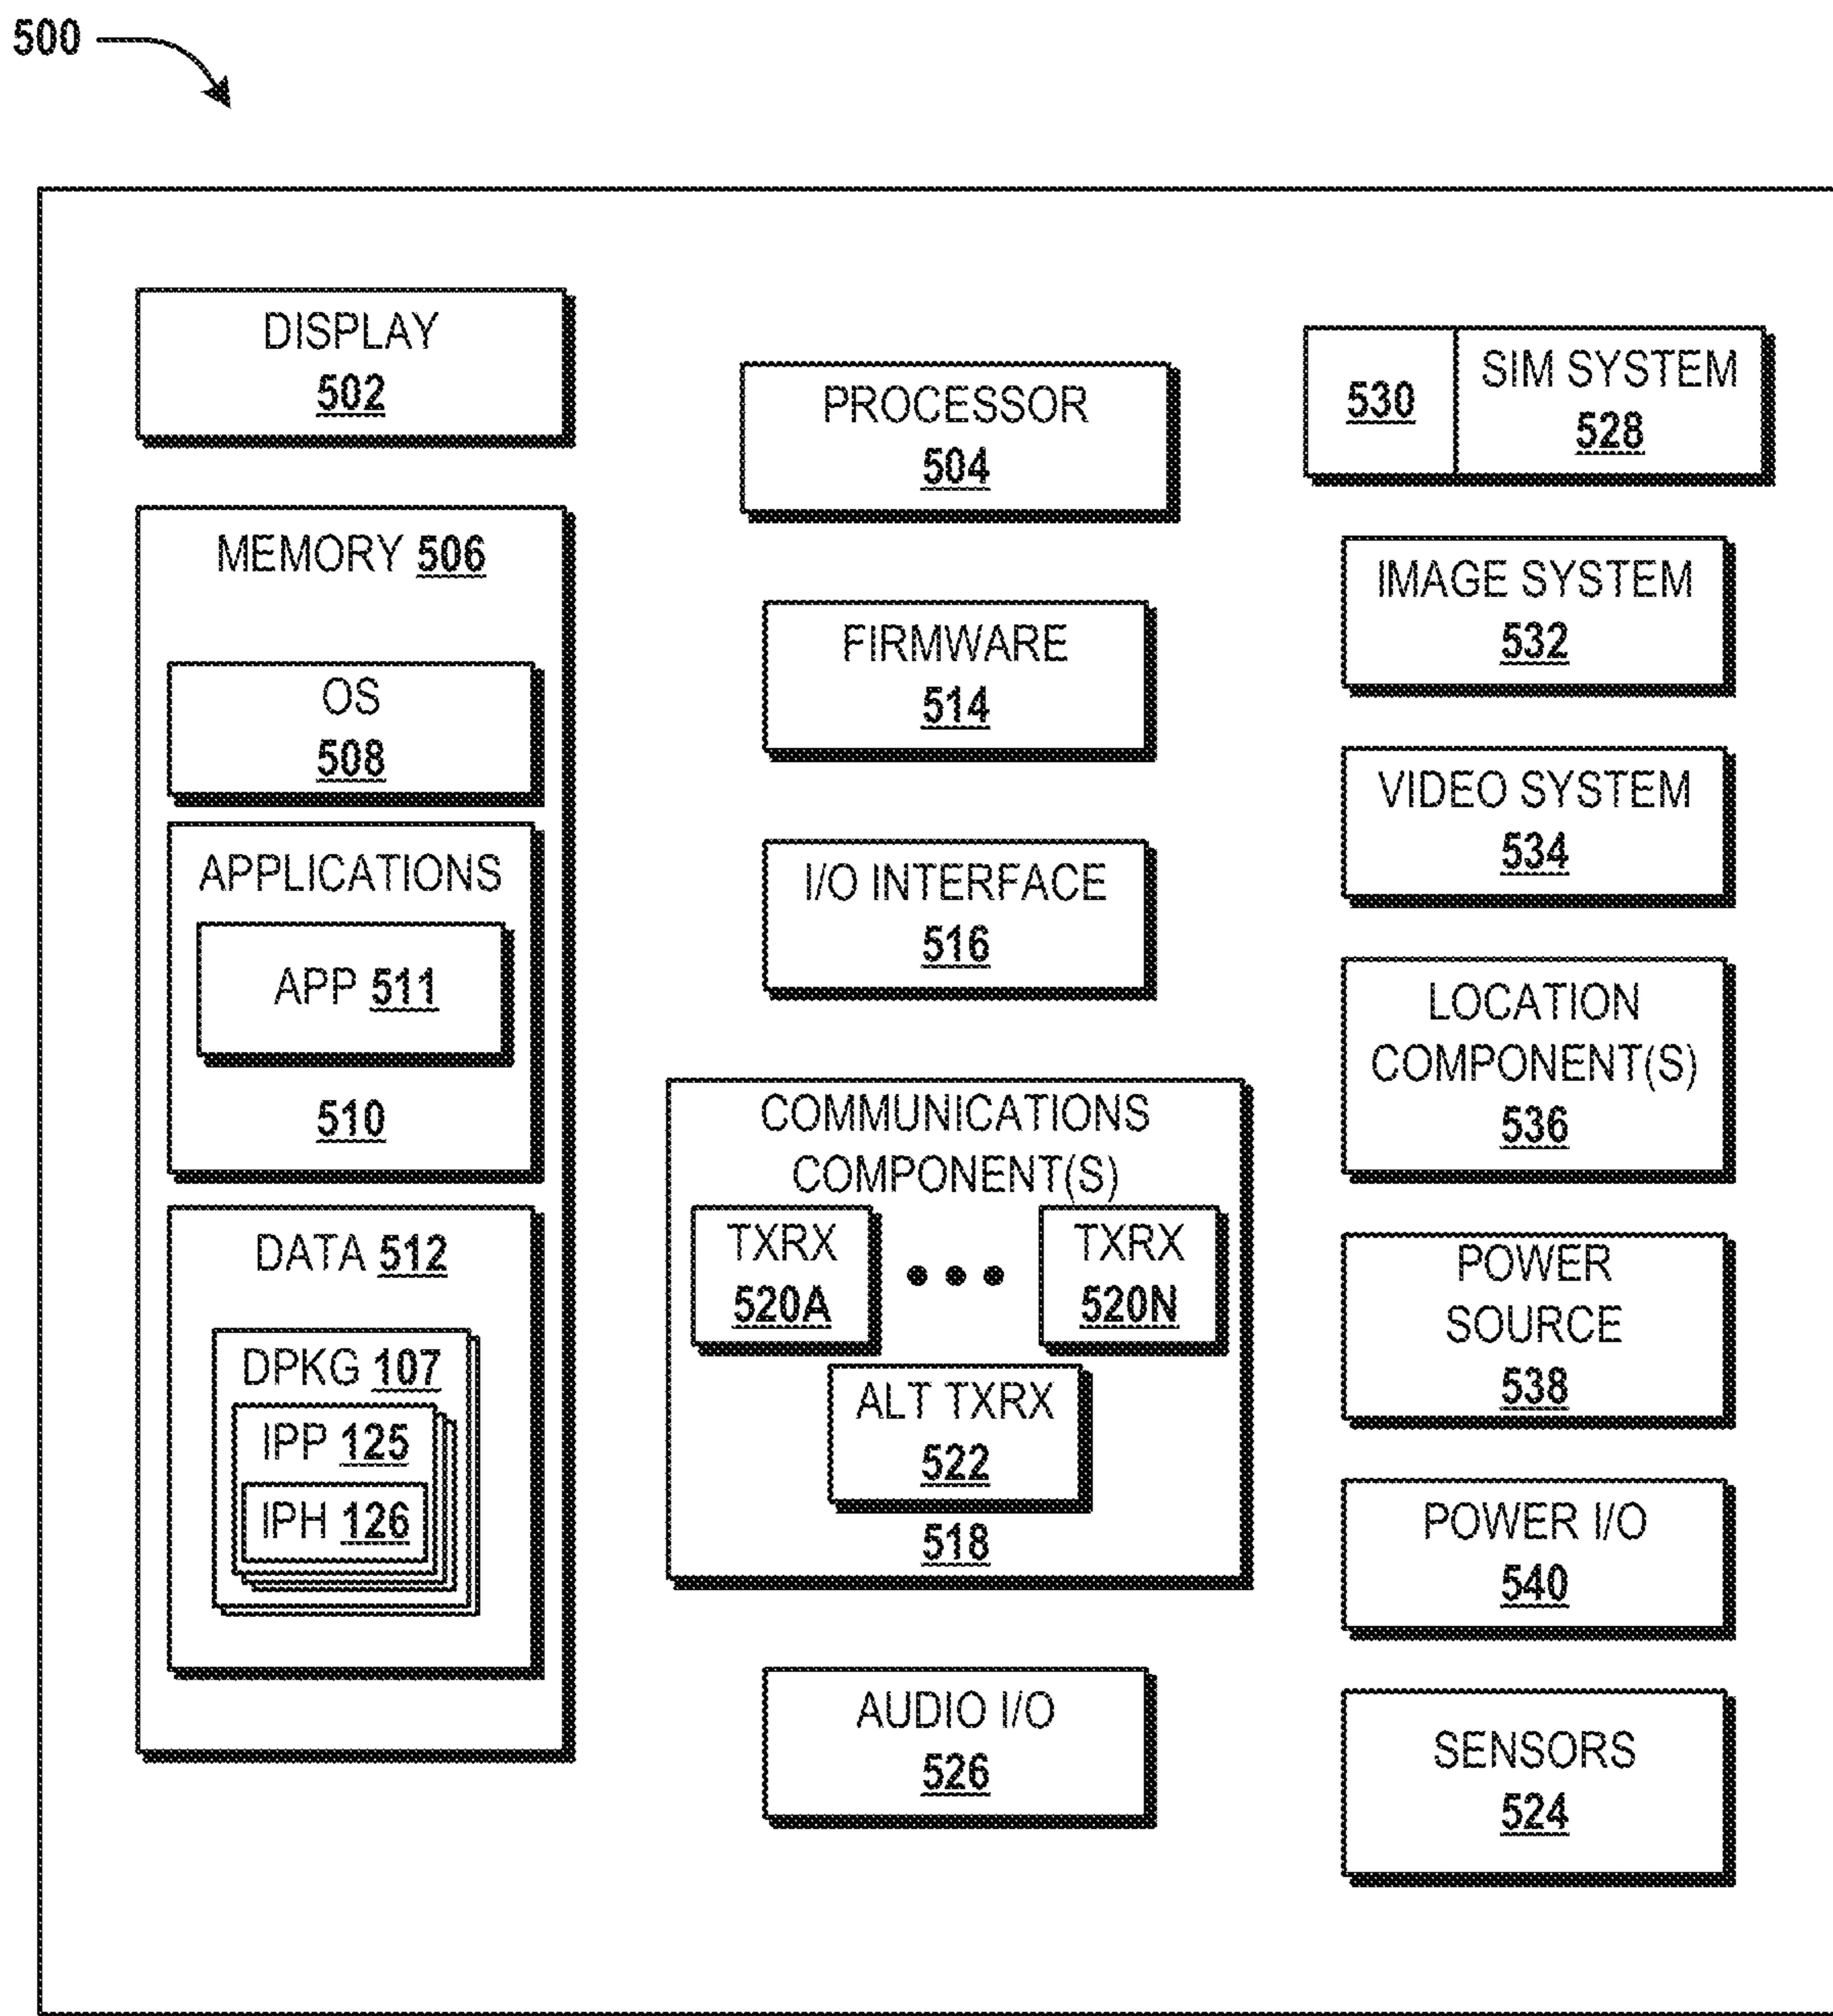 500
DISPLAY
502
MEMORY 506
OS
508
APPLICATIONS
APP 511
510
DATA 512
DPKG 107
IPP 125
IPH 126
PROCESSOR
504
FIRMWARE
514
I/O INTERFACE
516
COMMUNICATIONS
COMPONENT(S)
TXRX
520A
TXRX
520N
ALT TXRX
522
518
AUDIO I/O
526
530
SIM SYSTEM
528
IMAGE SYSTEM
532
VIDEO SYSTEM
534
LOCATION
COMPONENT(S)
536
POWER
SOURCE
538
POWER I/O
540
SENSORS
524